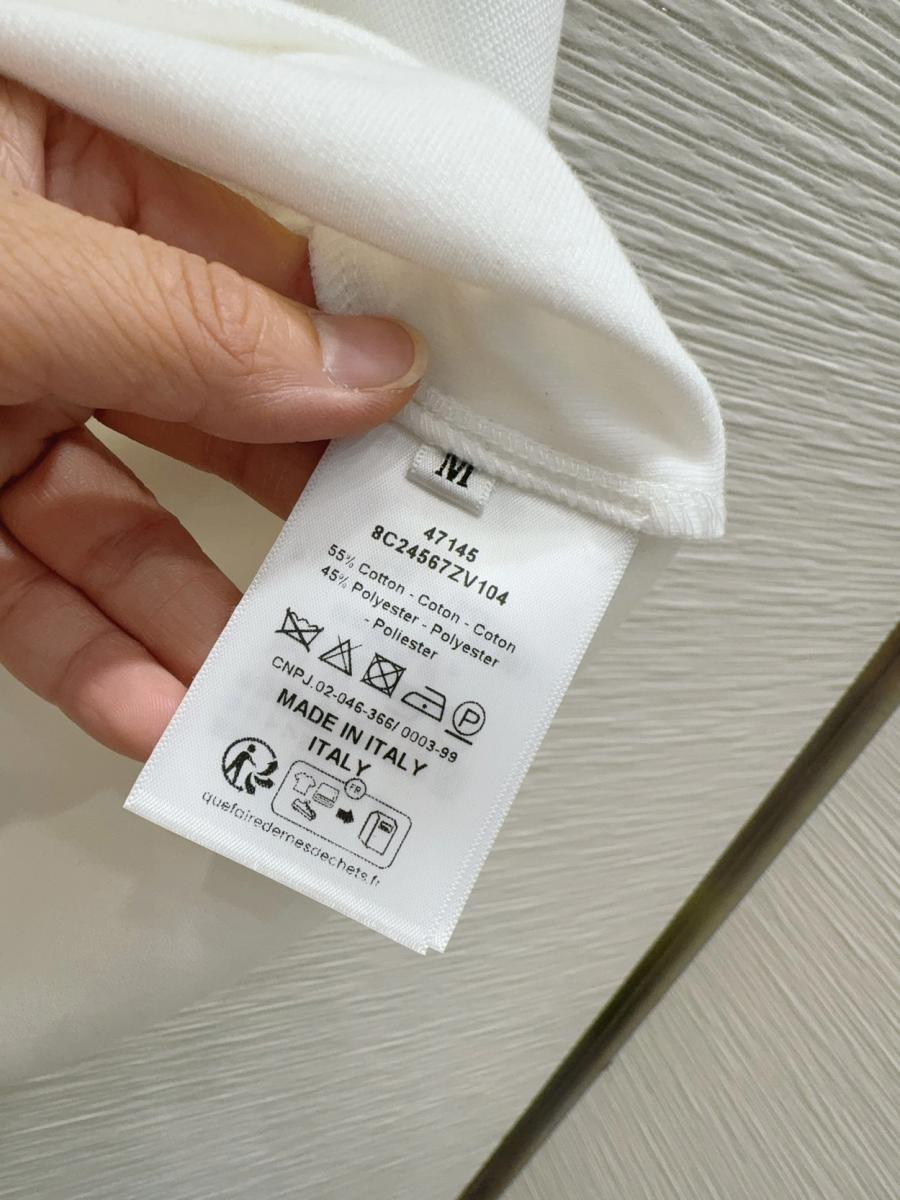 M
47145
8C24567ZV104
55% Cotton - Coton - Coton
45% Polyester - Polyester
- Poliester
P
CNPJ.02-046-366/ 0003-99
MADE IN ITALY
ITALY
FR
quefairedemesdechets.fr